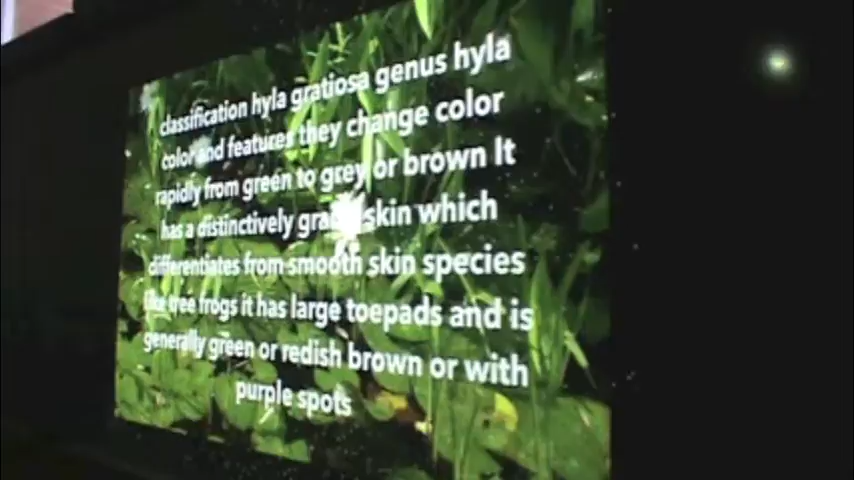 classification hyla gratiosa genus hyla
color and features they change color
rapidly from green to grey or brown It
has a distinctively skin which
differentiates from smooth skin species
like tree frogs it has large toepads and is
generally green or redish brown or with
purple spots